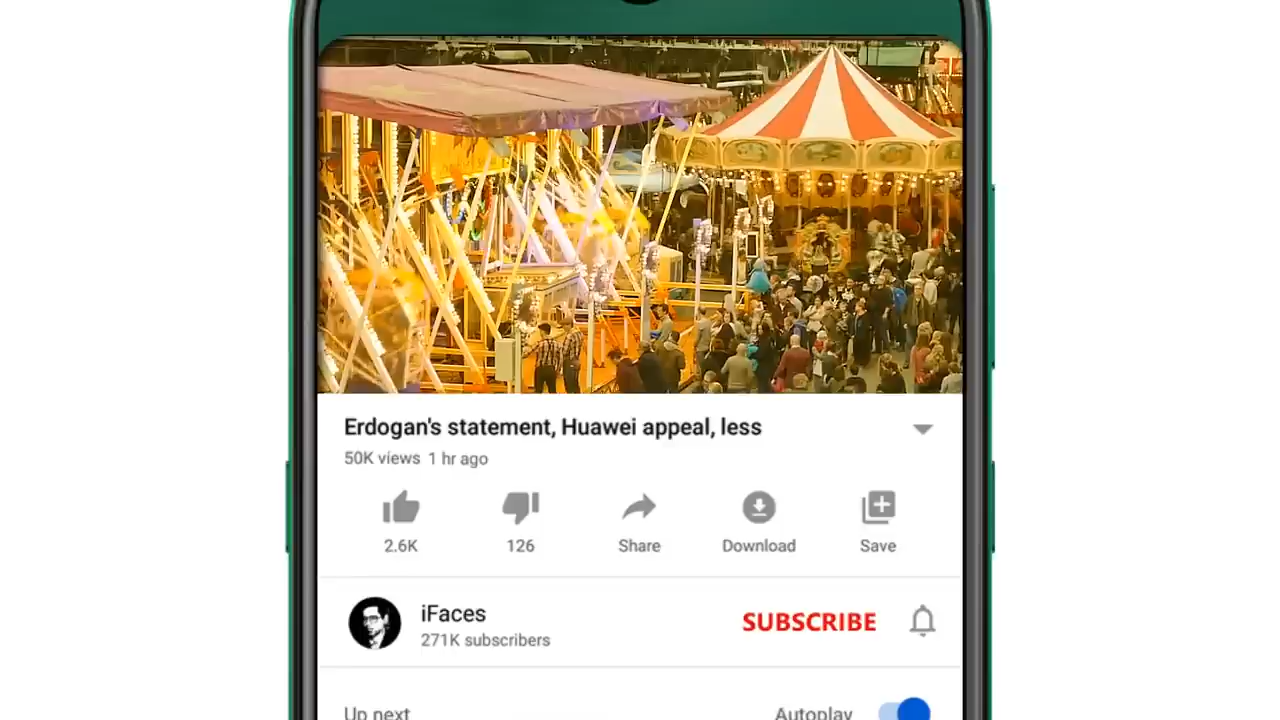 Erdogan's statement, Huawei appeal, less
50K views 1 hr ago
2.6K 126 Share Download Save
iFaces
SUBSCRIBE
271K subscribers
Up next Autoplay